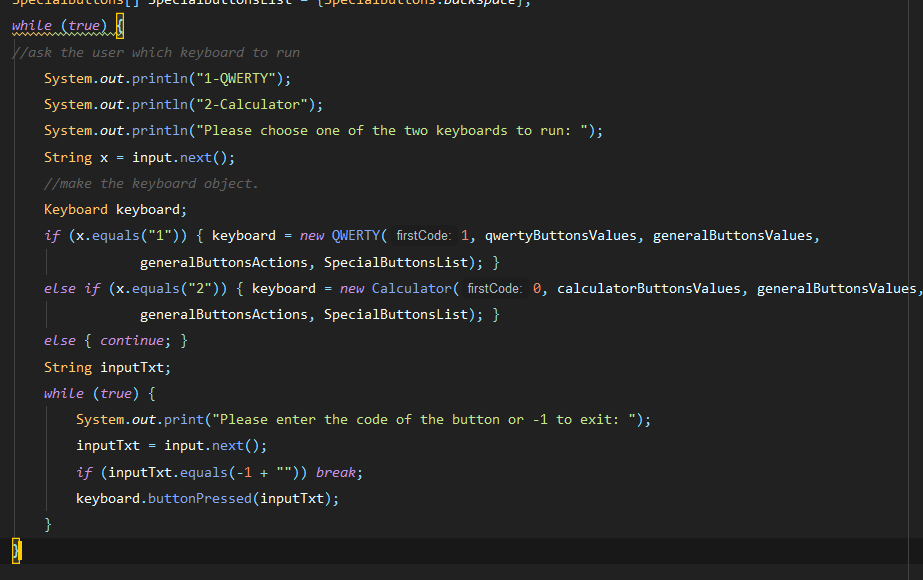 SpecialButtons[] SpecialButtonsList = {SpecialButtons.backspace};
while (true) {
//ask the user which keyboard to run
System.out.println("1-QWERTY");
System.out.println("2-Calculator");
System.out.println("Please choose one of the two keyboards to run: ");
String x = input.next();
//make the keyboard object.
Keyboard keyboard;
if (x.equals("1")) { keyboard = new QWERTY( firstCode: 1, qwertyButtonsValues, generalButtonsValues,
generalButtonsActions, SpecialButtonsList); }
else if (x.equals("2")) { keyboard = new Calculator( firstCode: 0, calculatorButtonsValues, generalButtonsValues,
generalButtonsActions, SpecialButtonsList); }
else { continue; }
String inputTxt;
while (true) {
System.out.print("Please enter the code of the button or -1 to exit: ");
inputTxt = input.next();
if (inputTxt.equals(-1 + "")) break;
keyboard.buttonPressed(inputTxt);
}
}